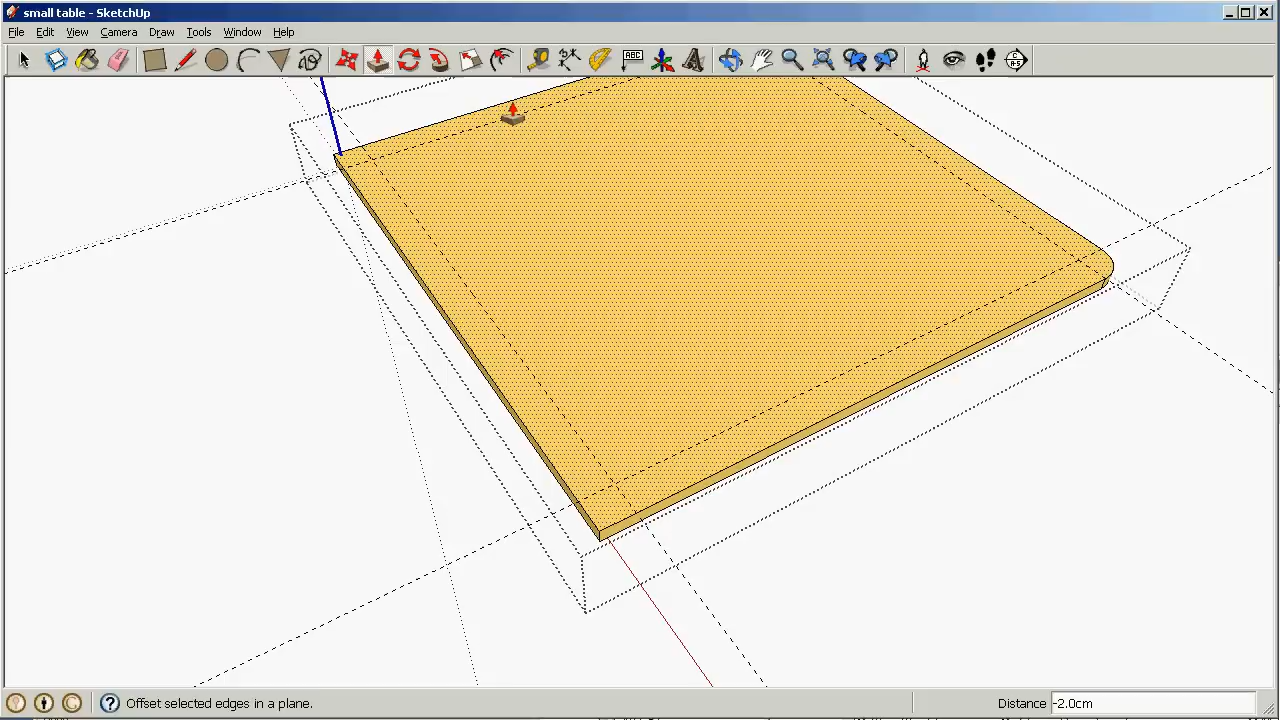 small table - SketchUp
File Edit View Camera Draw Tools Window Help
ABC
A
Offset selected edges in a plane.
Distance -2.0cm